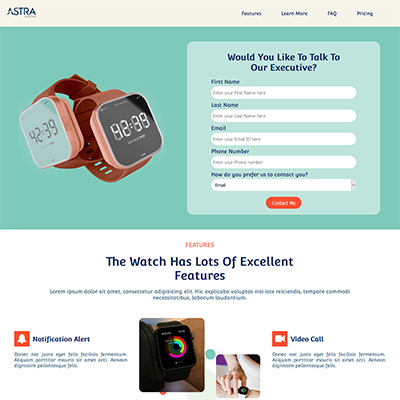 ASTRA
Features Learn More FAQ Pricing
Would You Like To Talk To
Our Executive?
First Name
Enter your First Name here
Last Name
Enter your Last Name here
Email
Enter your Email ID here
Phone Number
Enter your Phone number
How do you prefer us to contact you?
Email
Contact Me
42:39
42:39
FEATURES
The Watch Has Lots Of Excellent
Features
Lorem ipsum dolor sit amet, consectetur adipisicing elit. Hic explicabo voluptas nisi iste reiciendis, tempore commodi
necessitatibus, laborum laudantium.
Notification Alert
Donec nec justo eget felis facilisis fermentum.
Aliquam porttitor mauris sit amet orci. Aenean
dignissim pellentesque felis.
Video Call
Donec nec justo eget felis facilisis fermentum.
Aliquam porttitor mauris sit amet orci. Aenean
dignissim pellentesque felis.